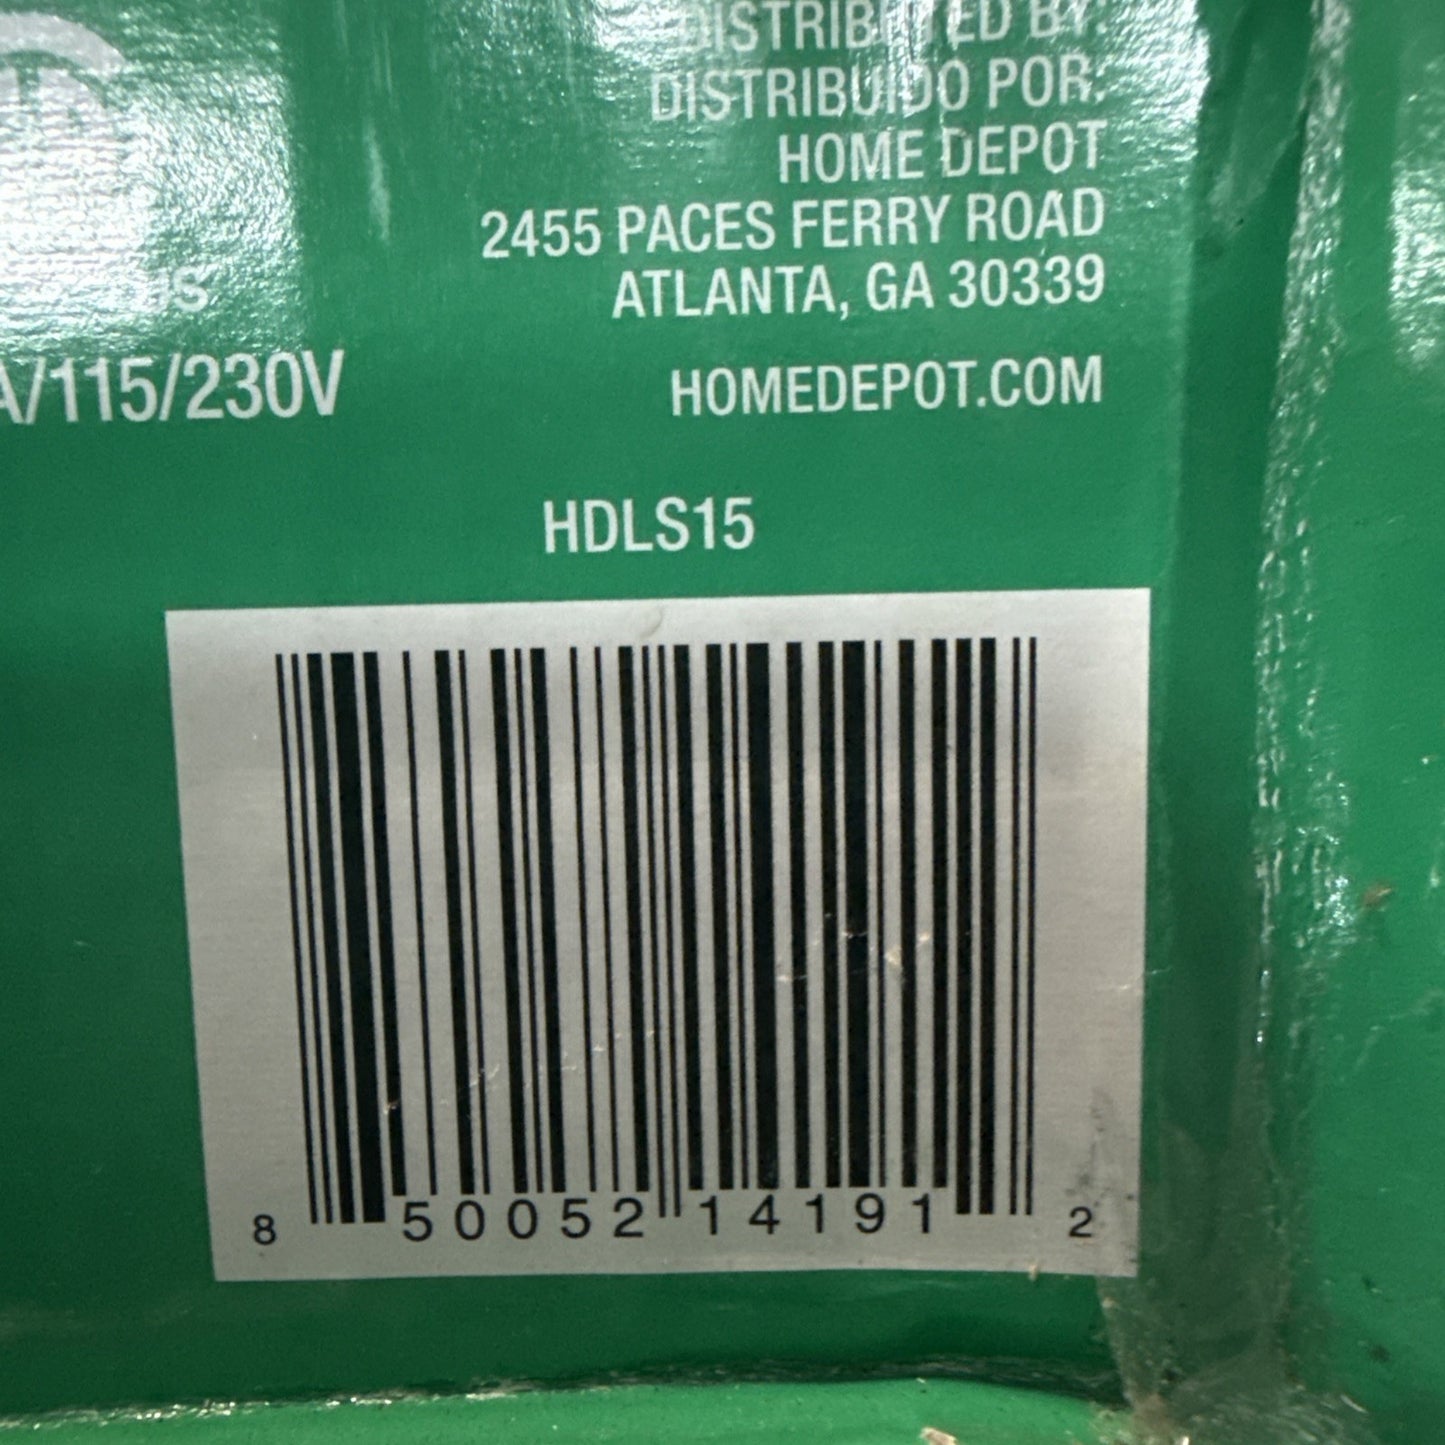 DISTRIBUTED BY:
DISTRIBUIDO POR:
HOME DEPOT
2455 PACES FERRY ROAD
ATLANTA, GA 30339
US
A/115/230V
HOMEDEPOT.COM
HDLS15
8 50052 14191 2